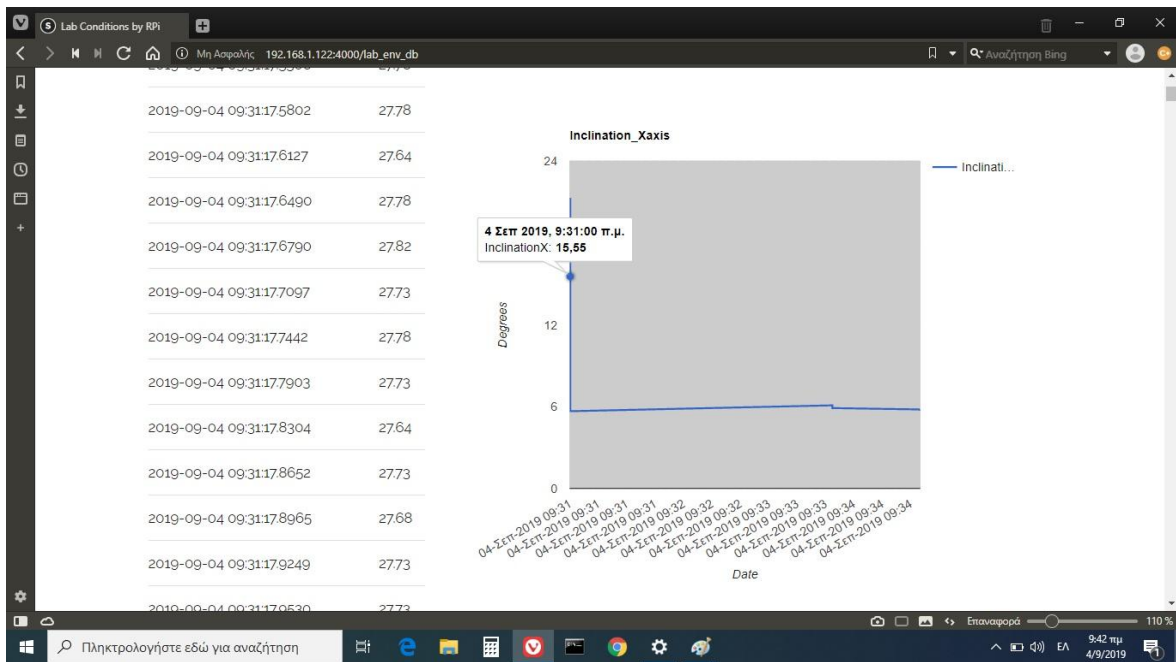 Lab Conditions by RPi
Μη Ασφαλής 192.168.1.122:4000/lab_env_db
Αναζήτηση Bing
2019-09-04 09:31:17.5802 27.78
2019-09-04 09:31:17.6127 27.64
2019-09-04 09:31:17.6490 27.78
2019-09-04 09:31:17.6790 27.82
2019-09-04 09:31:17.7097 27.73
2019-09-04 09:31:17.7442 27.78
2019-09-04 09:31:17.7903 27.73
2019-09-04 09:31:17.8304 27.64
2019-09-04 09:31:17.8652 27.73
2019-09-04 09:31:17.8965 27.68
2019-09-04 09:31:17.9249 27.73
2019-09-04 09:31:17.9530 27.73
Inclination_Xaxis
24
Inclinati...
4 Σεπ 2019, 9:31:00 π.μ.
InclinationX: 15,55
Degrees
12
6
0
04-Σεπ-2019 09:31
04-Σεπ-2019 09:31
04-Σεπ-2019 09:31
04-Σεπ-2019 09:31
04-Σεπ-2019 09:32
04-Σεπ-2019 09:32
04-Σεπ-2019 09:32
04-Σεπ-2019 09:33
04-Σεπ-2019 09:33
04-Σεπ-2019 09:33
04-Σεπ-2019 09:34
04-Σεπ-2019 09:34
04-Σεπ-2019 09:34
Date
Επαναφορά 110 %
Πληκτρολογήστε εδώ για αναζήτηση
ΕΛ
9:42 πμ
4/9/2019